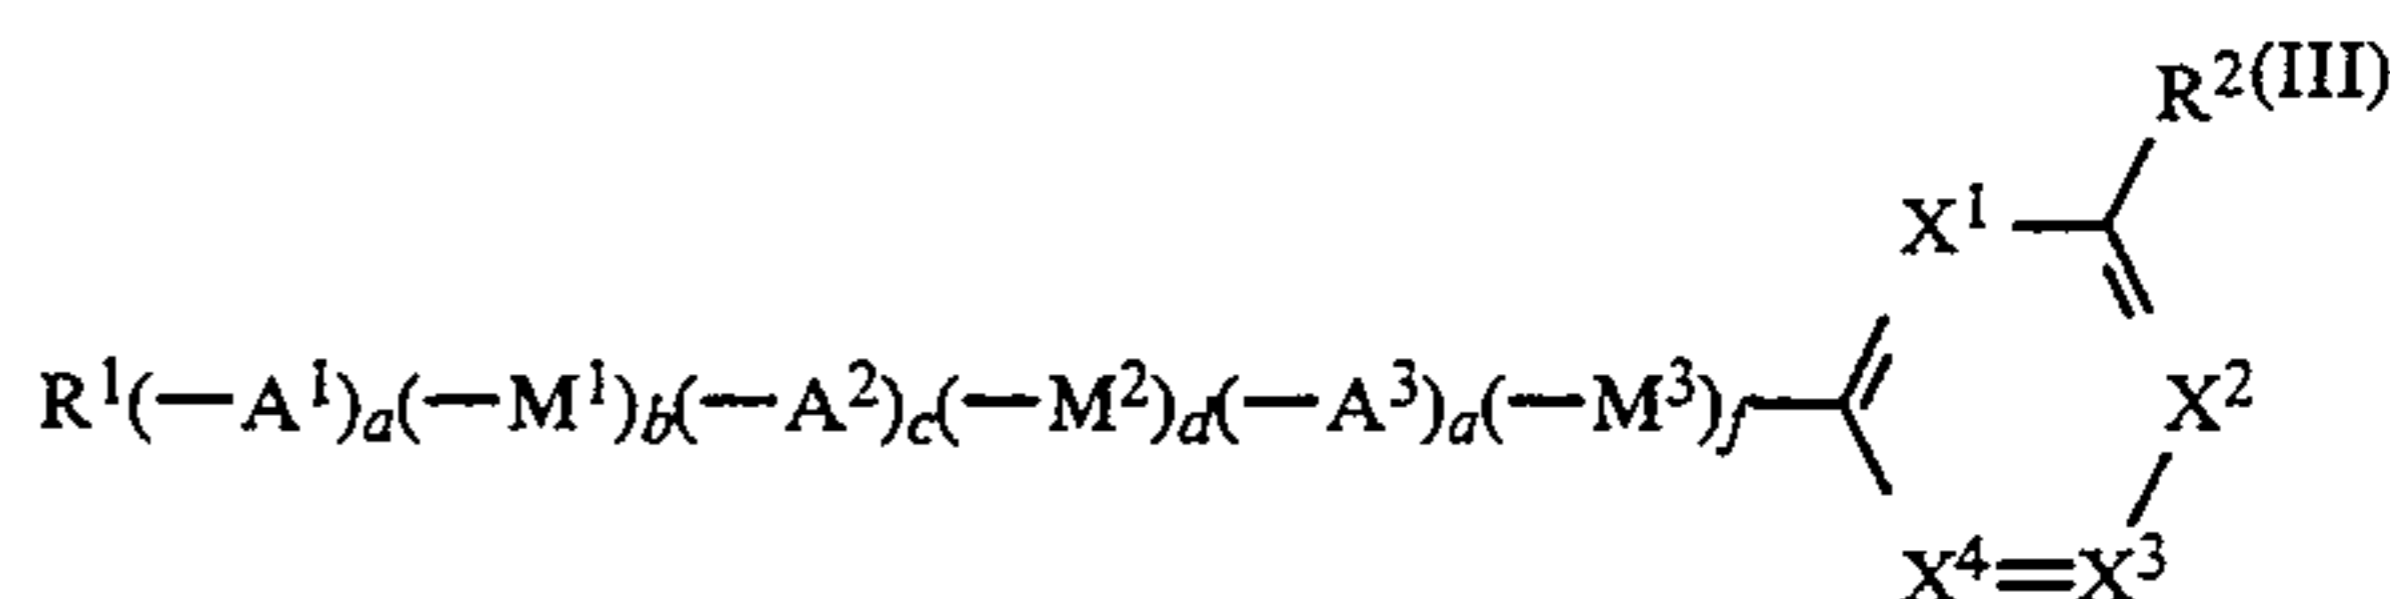 R2(III)
X1
R1(—A1)a(—M1)b(—A2)c(—M2)d(—A3)a(—M3)f
X2
X4=X3